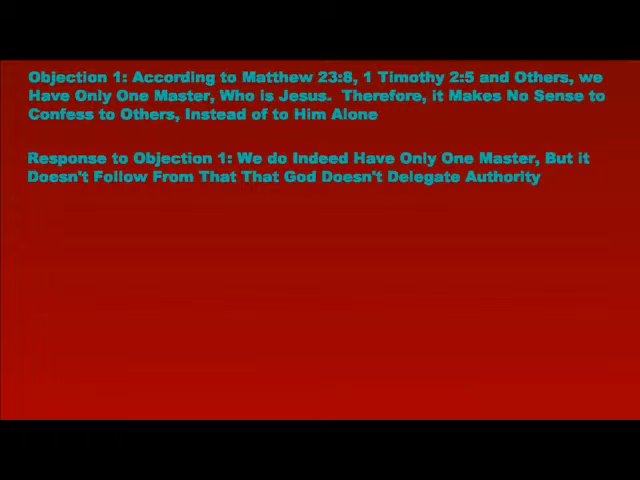 Objection 1: According to Matthew 23:8, 1 Timothy 2:5 and Others, we
Have Only One Master, Who is Jesus.  Therefore, it Makes No Sense to
Confess to Others, Instead of to Him Alone
Response to Objection 1: We do Indeed Have Only One Master, But it
Doesn't Follow From That That God Doesn't Delegate Authority